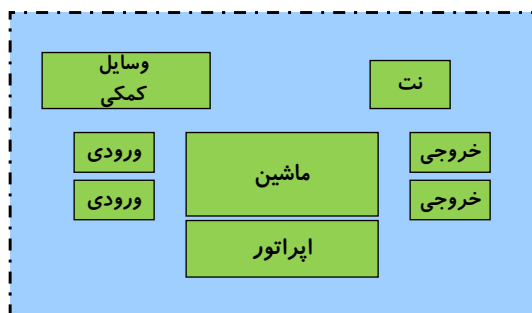 وسایل
کمکی
نت
خروجی
ماشین
ورودی
خروجی
ورودی
اپراتور